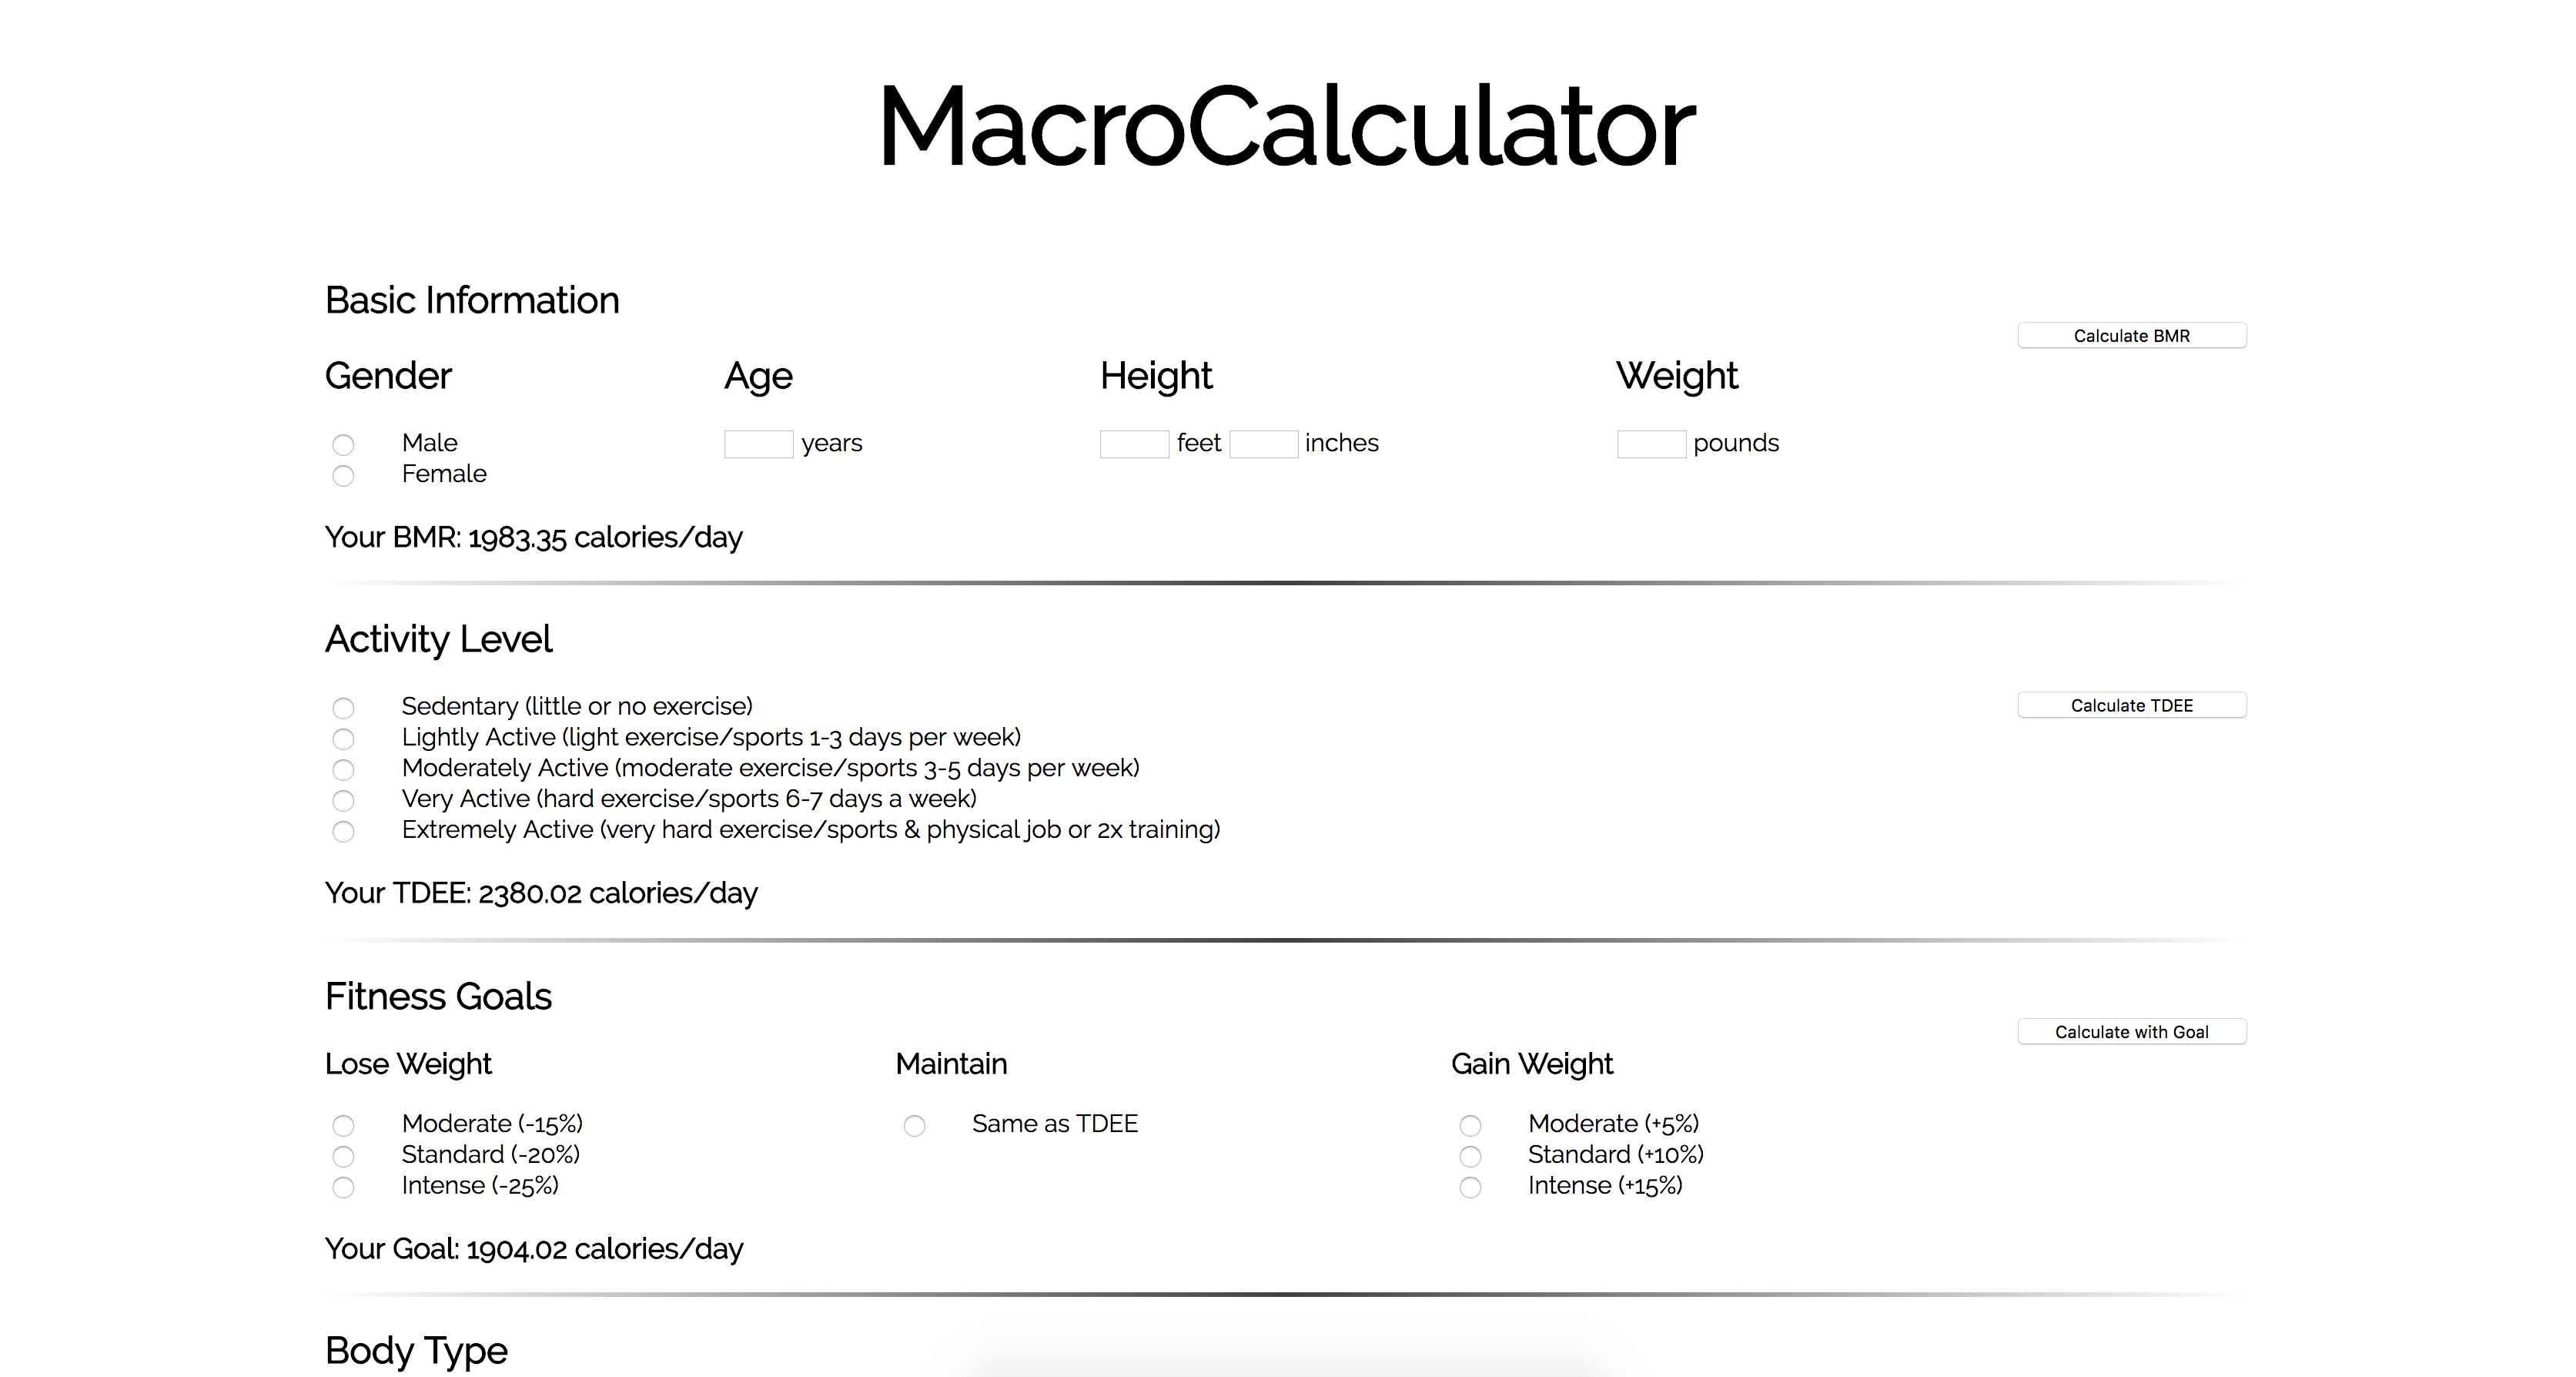 MacroCalculator
Basic Information
Calculate BMR
Gender Age Height Weight
Male years feet inches pounds
Female
Your BMR: 1983.35 calories/day
Activity Level
Sedentary (little or no exercise) Calculate TDEE
Lightly Active (light exercise/sports 1-3 days per week)
Moderately Active (moderate exercise/sports 3-5 days per week)
Very Active (hard exercise/sports 6-7 days a week)
Extremely Active (very hard exercise/sports & physical job or 2x training)
Your TDEE: 2380.02 calories/day
Fitness Goals
Calculate with Goal
Lose Weight Maintain Gain Weight
Moderate (-15%) Same as TDEE Moderate (+5%)
Standard (-20%) Standard (+10%)
Intense (-25%) Intense (+15%)
Your Goal: 1904.02 calories/day
Body Type